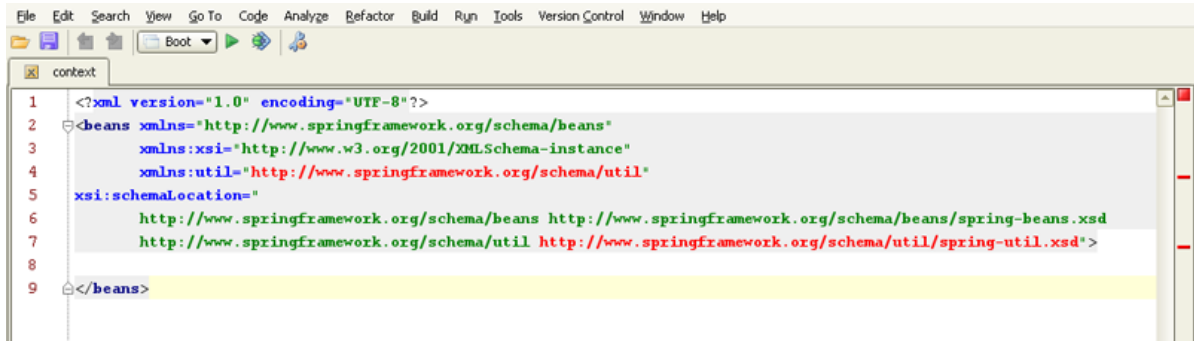 File Edit Search View Go To Code Analyze Refactor Build Run Tools Version Control Window Help
Boot
context
1 <?xml version="1.0" encoding="UTF-8"?>
2 <beans xmlns="http://www.springframework.org/schema/beans"
3 xmlns:xsi="http://www.w3.org/2001/XMLSchema-instance"
4 xmlns:util="http://www.springframework.org/schema/util"
5 xsi:schemaLocation="
6 http://www.springframework.org/schema/beans http://www.springframework.org/schema/beans/spring-beans.xsd
7 http://www.springframework.org/schema/util http://www.springframework.org/schema/util/spring-util.xsd">
8
9 </beans>